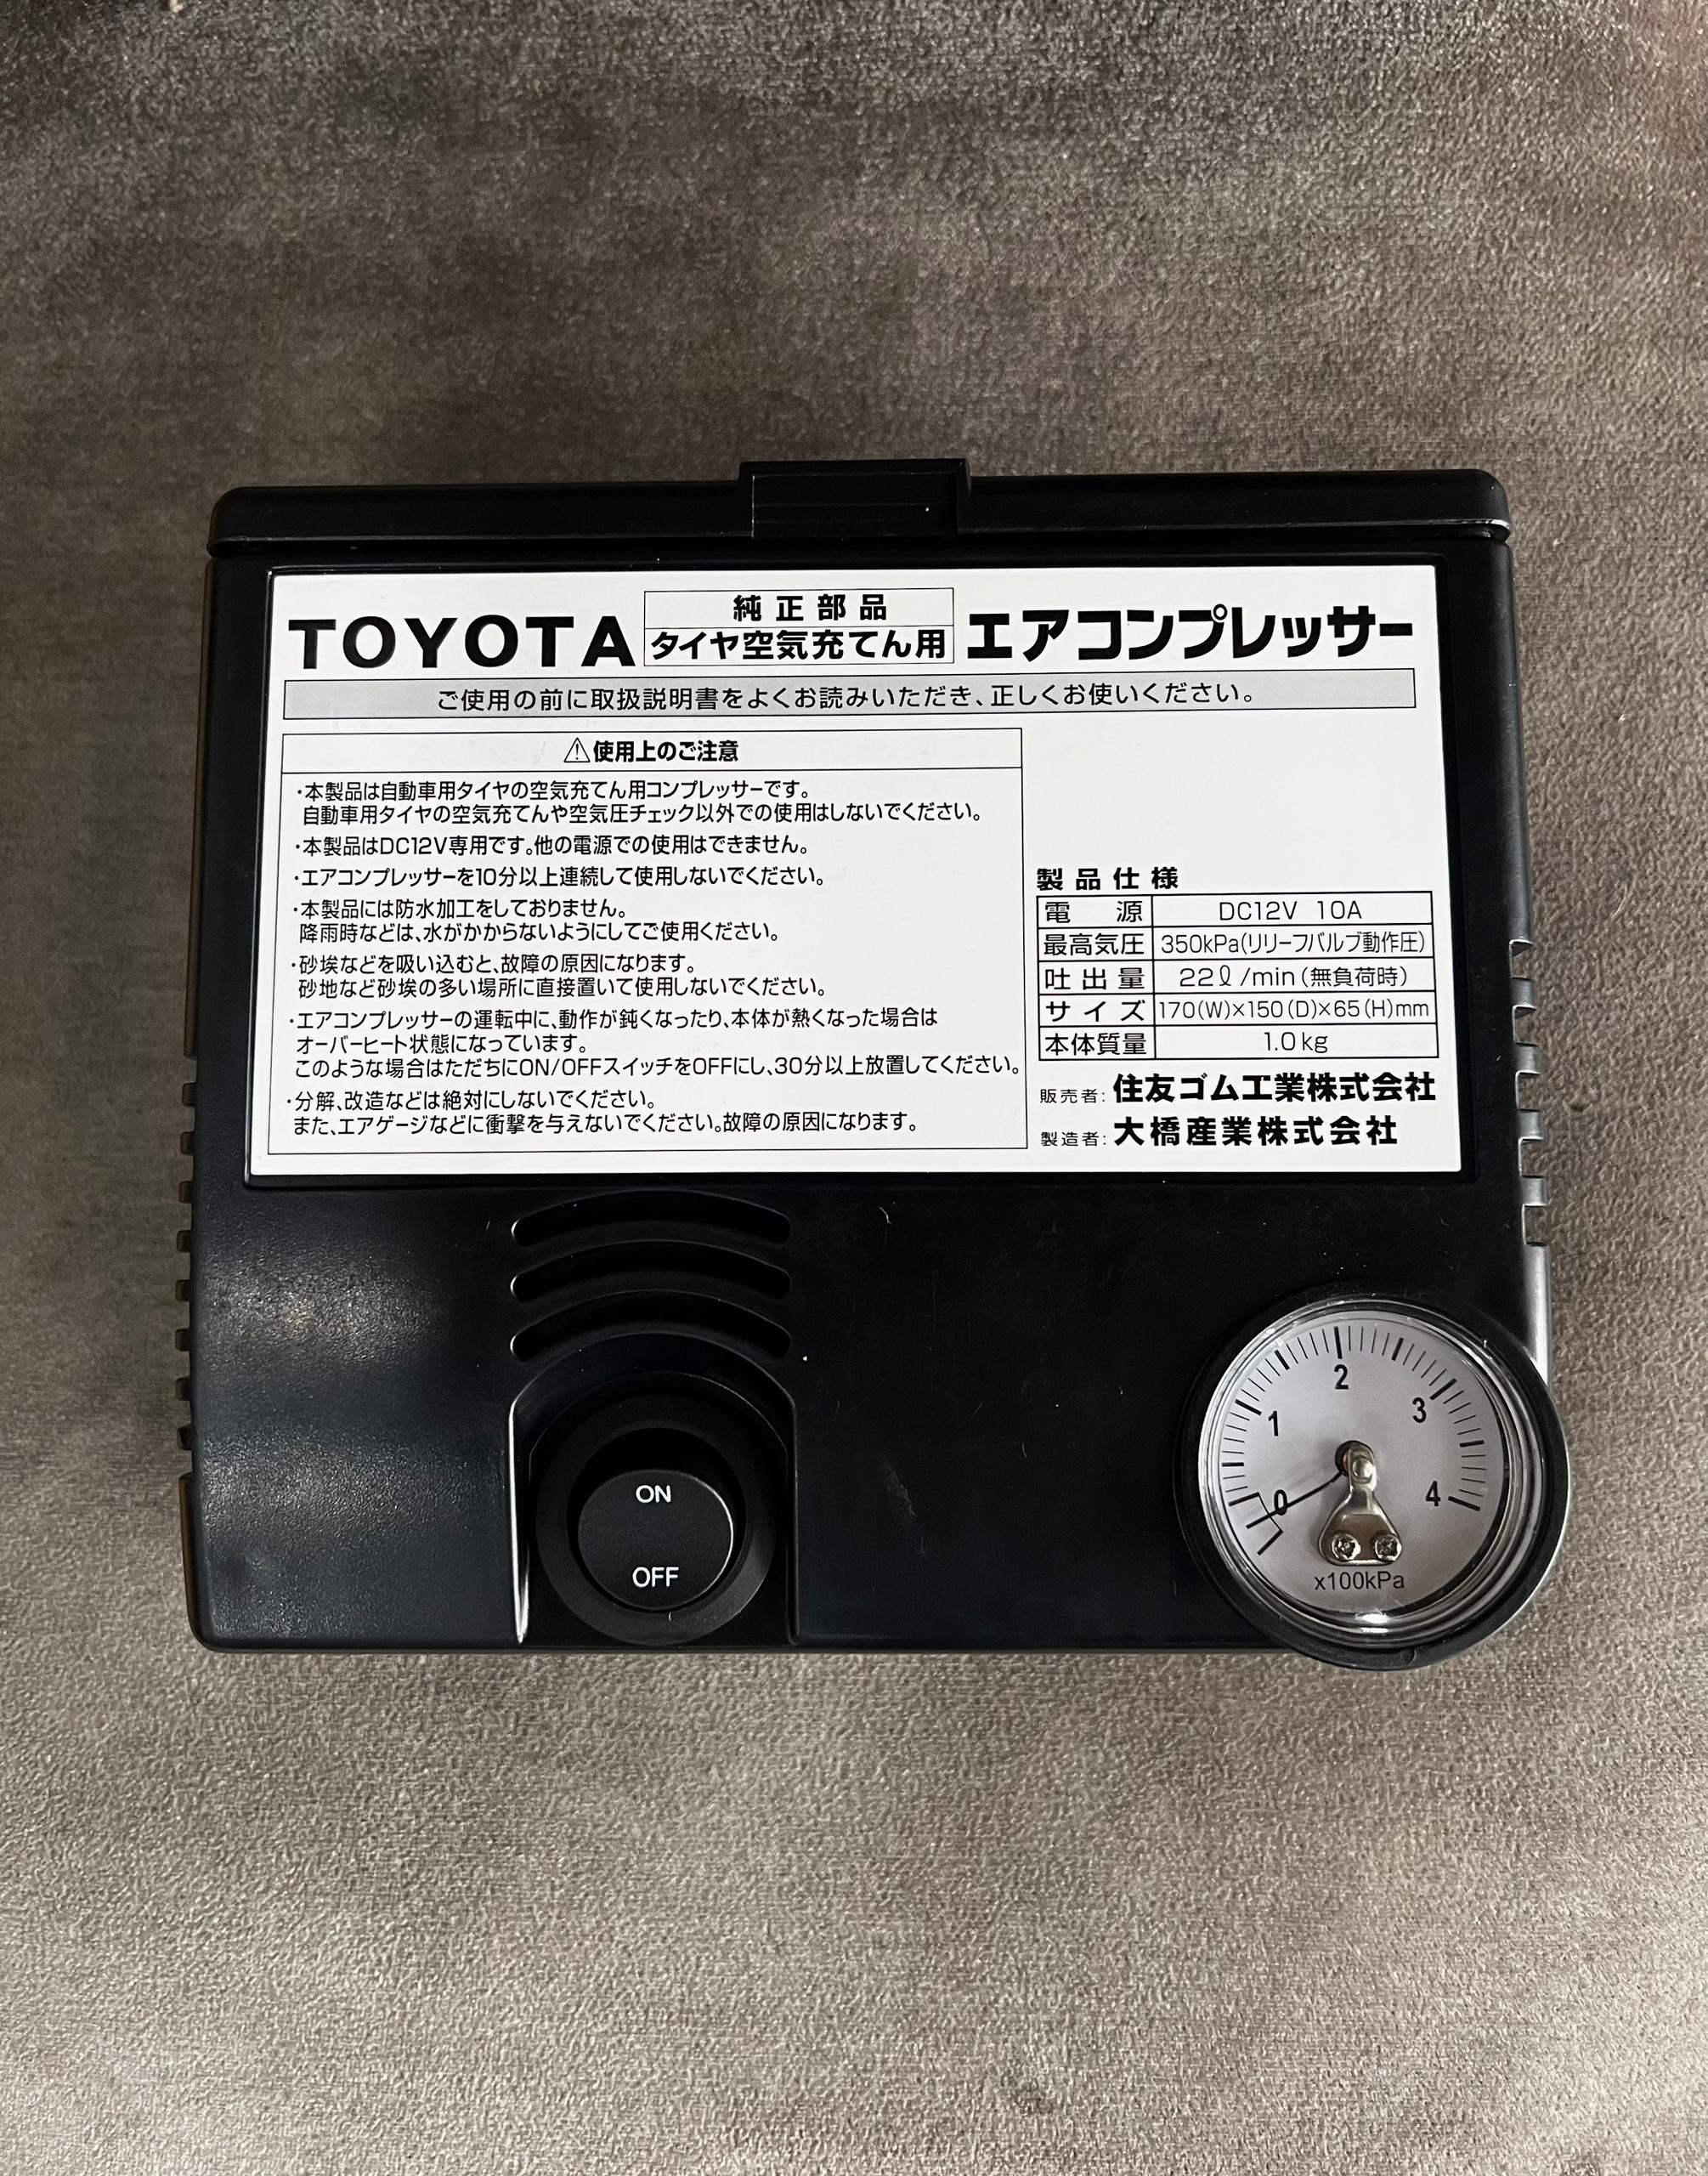 TOYOTA 純正部品 タイヤ空気充てん用 エアコンプレッサー
ご使用の前に取扱説明書をよくお読みいただき、正しくお使いください。
⚠使用上のご注意
・本製品は自動車用タイヤの空気充てん用コンプレッサーです。
自動車用タイヤの空気充てんや空気圧チェック以外での使用はしないでください。
・本製品はDC12V専用です。他の電源での使用はできません。
・エアコンプレッサーを10分以上連続して使用しないでください。
・本製品には防水加工をしておりません。
降雨時などは、水がかからないようにしてご使用ください。
・砂埃などを吸い込むと、故障の原因になります。
砂地など砂埃の多い場所に直接置いて使用しないでください。
・エアコンプレッサーの運転中に、動作が鈍くなったり、本体が熱くなった場合は
オーバーヒート状態になっています。
このような場合はただちにON/OFFスイッチをOFFにし、30分以上放置してください。
・分解、改造などは絶対にしないでください。
また、エアゲージなどに衝撃を与えないでください。故障の原因になります。
製品仕様
電源 DC12V 10A
最高気圧 350kPa(リリーフバルブ動作圧)
吐出量 22ℓ/min(無負荷時)
サイズ 170(W)×150(D)×65(H)mm
本体質量 1.0kg
販売者:住友ゴム工業株式会社
製造者:大橋産業株式会社
ON
OFF
0 1 2 3 4
x100kPa